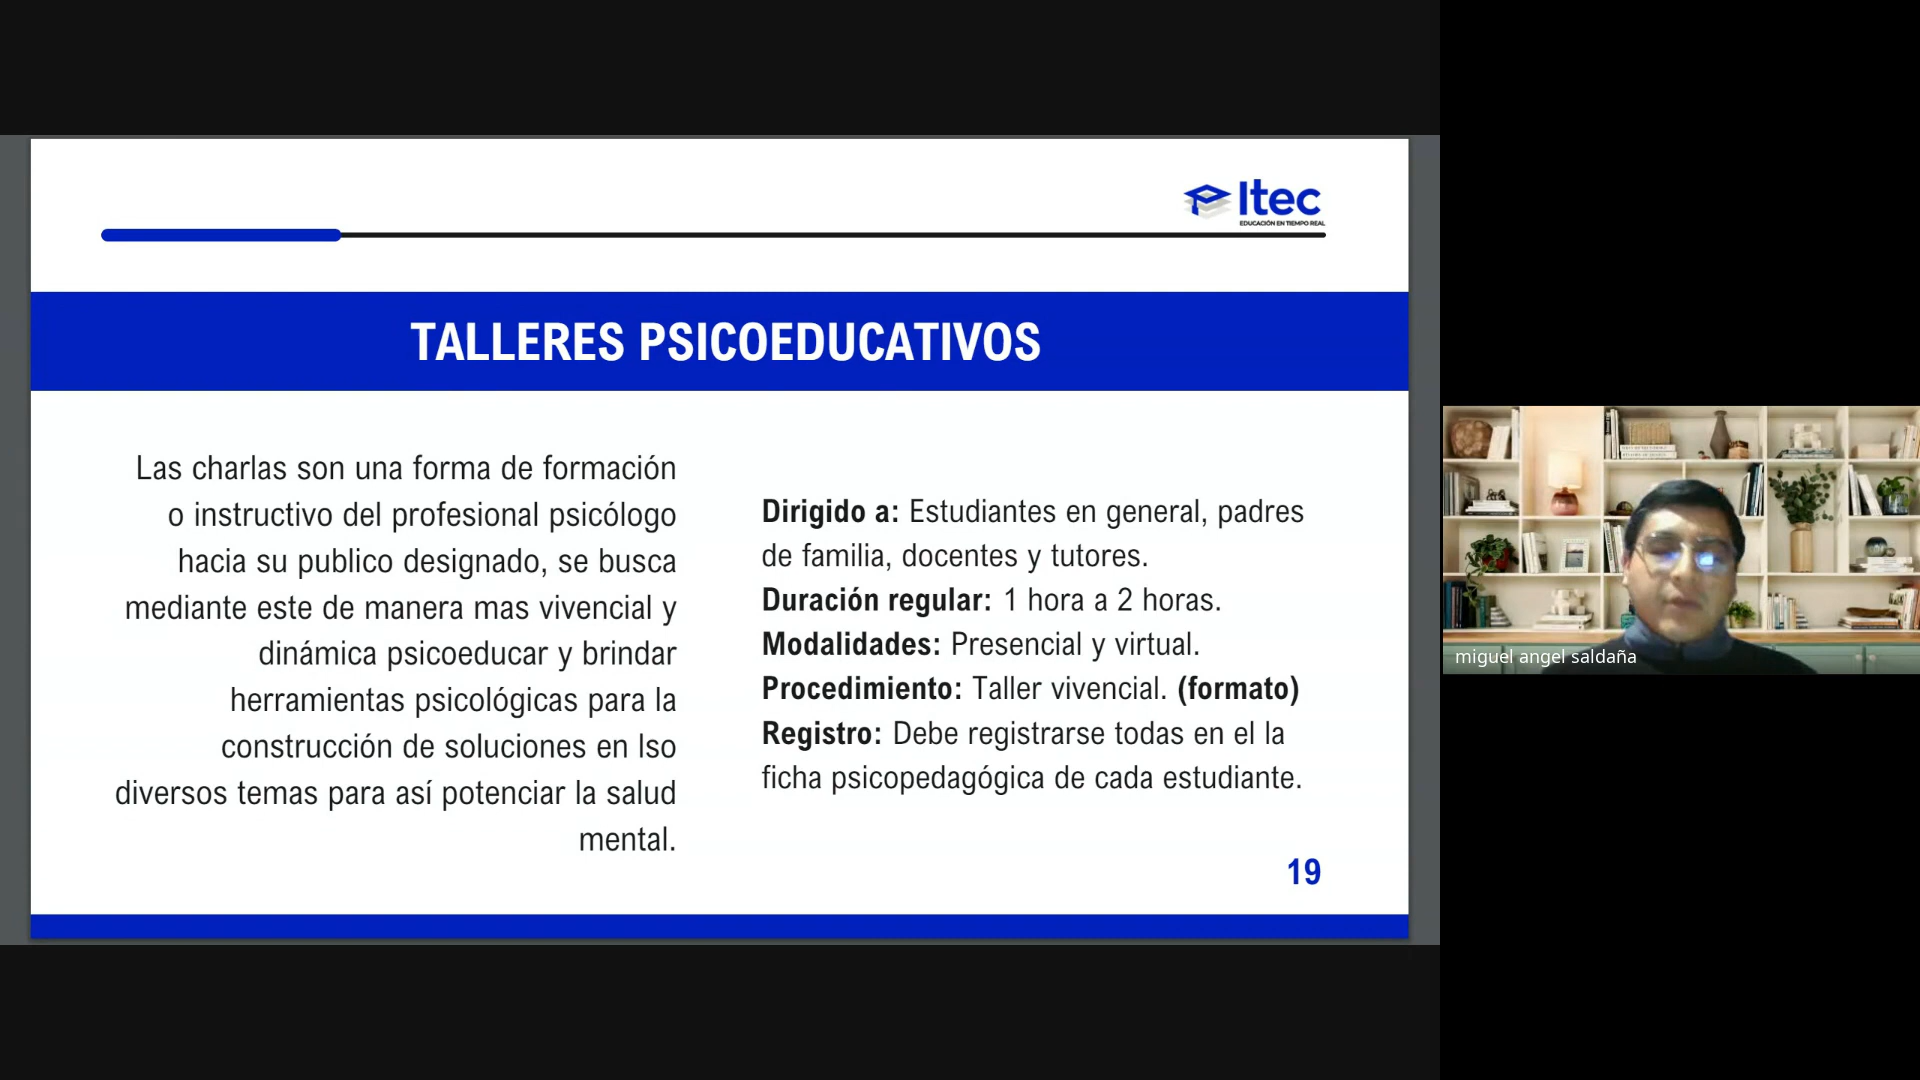 Itec
EDUCACIÓN EN TIEMPO REAL
TALLERES PSICOEDUCATIVOS
Las charlas son una forma de formación
o instructivo del profesional psicólogo
hacia su publico designado, se busca
mediante este de manera mas vivencial y
dinámica psicoeducar y brindar
herramientas psicológicas para la
construcción de soluciones en lso
diversos temas para así potenciar la salud
mental.
Dirigido a: Estudiantes en general, padres
de familia, docentes y tutores.
Duración regular: 1 hora a 2 horas.
Modalidades: Presencial y virtual.
Procedimiento: Taller vivencial. (formato)
Registro: Debe registrarse todas en el la
ficha psicopedagógica de cada estudiante.
19
miguel angel saldaña